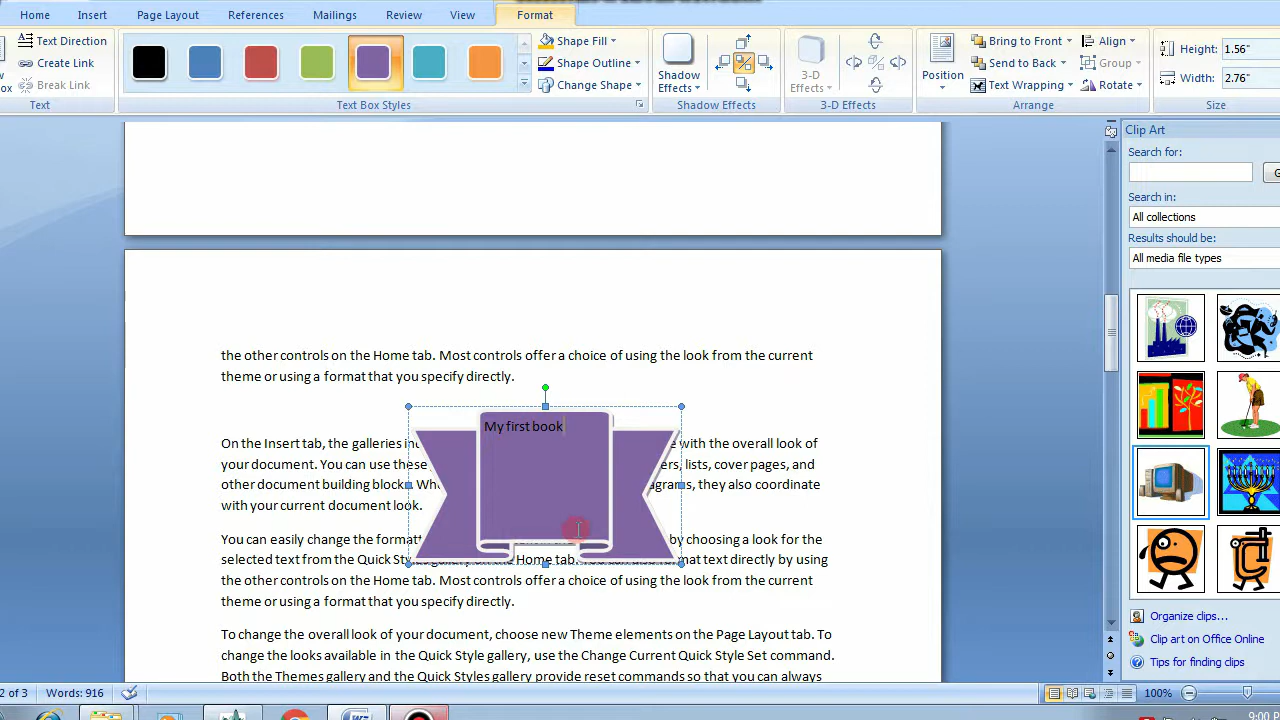 Home Insert Page Layout References Mailings Review View Format
Text Direction
Create Link
Break Link
Text
Text Box Styles
Shape Fill
Shape Outline
Change Shape
Shadow
Effects
Shadow Effects
3-D
Effects
3-D Effects
Position
Bring to Front
Send to Back
Text Wrapping
Align
Group
Rotate
Arrange
Height: 1.56"
Width: 2.76"
Size
Clip Art
Search for:
Search in:
All collections
Results should be:
All media file types
the other controls on the Home tab. Most controls offer a choice of using the look from the current
theme or using a format that you specify directly.
My first book
On the Insert tab, the galleries in with the overall look of
your document. You can use these ers, lists, cover pages, and
other document building blocks. agrams, they also coordinate
with your current document look.
You can easily change the format by choosing a look for the
selected text from the Quick Sty Home tab. mat text directly by using
the other controls on the Home tab. Most controls offer a choice of using the look from the current
theme or using a format that you specify directly.
To change the overall look of your document, choose new Theme elements on the Page Layout tab. To
change the looks available in the Quick Style gallery, use the Change Current Quick Style Set command.
Both the Themes gallery and the Quick Styles gallery provide reset commands so that you can always
Organize clips...
Clip art on Office Online
Tips for finding clips
2 of 3 Words: 916 100%
9:00 P